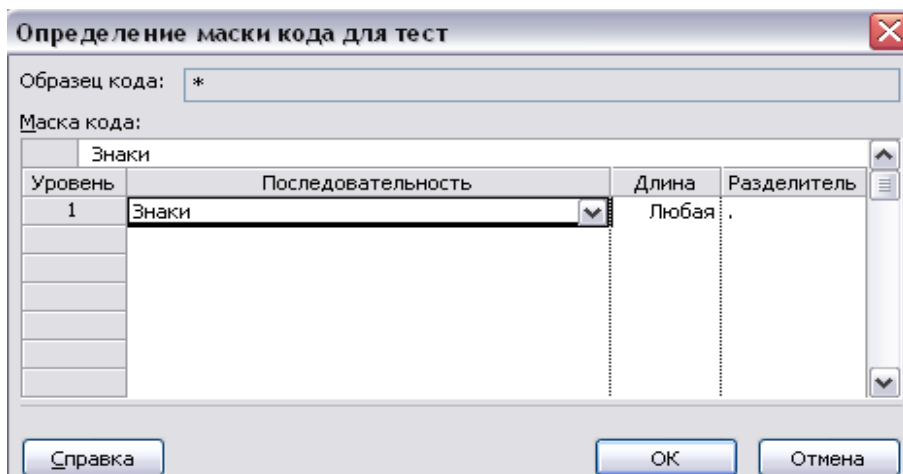 Определение маски кода для тест
Образец кода: *
Маска кода:
Знаки
Уровень Последовательность Длина Разделитель
1 Знаки Любая .
Справка ОК Отмена